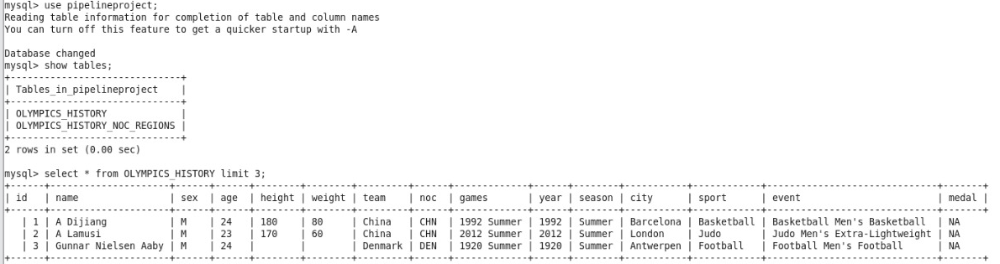 mysql> use pipelineproject;
Reading table information for completion of table and column names
You can turn off this feature to get a quicker startup with -A

Database changed
mysql> show tables;
+-------------------------------+
| Tables_in_pipelineproject    |
+-------------------------------+
| OLYMPICS_HISTORY             |
| OLYMPICS_HISTORY_NOC_REGIONS |
+-------------------------------+
2 rows in set (0.00 sec)

mysql> select * from OLYMPICS_HISTORY limit 3;
+------+---------------------+------+------+--------+--------+---------+------+-------------+------+--------+-----------+------------+------------------------------+-------+
| id   | name                | sex  | age  | height | weight | team    | noc  | games       | year | season | city      | sport      | event                        | medal |
+------+---------------------+------+------+--------+--------+---------+------+-------------+------+--------+-----------+------------+------------------------------+-------+
   | 1 | A Dijiang           | M    | 24   | 180    | 80     | China   | CHN  | 1992 Summer | 1992 | Summer | Barcelona | Basketball | Basketball Men's Basketball  | NA
   | 2 | A Lamusi            | M    | 23   | 170    | 60     | China   | CHN  | 2012 Summer | 2012 | Summer | London    | Judo       | Judo Men's Extra-Lightweight | NA
   | 3 | Gunnar Nielsen Aaby | M    | 24   |        |        | Denmark | DEN  | 1920 Summer | 1920 | Summer | Antwerpen | Football   | Football Men's Football      | NA
+------+---------------------+------+------+--------+--------+---------+------+-------------+------+--------+-----------+------------+------------------------------+-------+